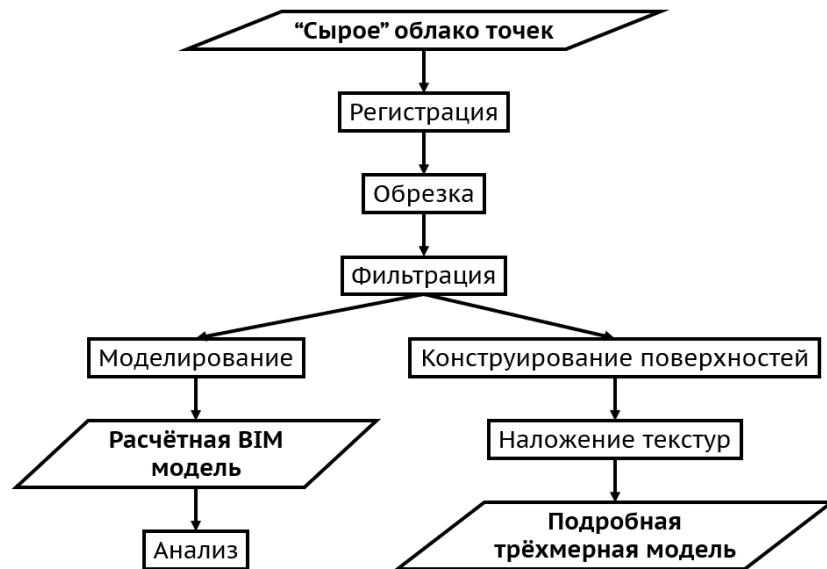 “Сырое” облако точек
Регистрация
Обрезка
Фильтрация
Моделирование
Конструирование поверхностей
Расчётная BIM
модель
Наложение текстур
Анализ
Подробная
трёхмерная модель